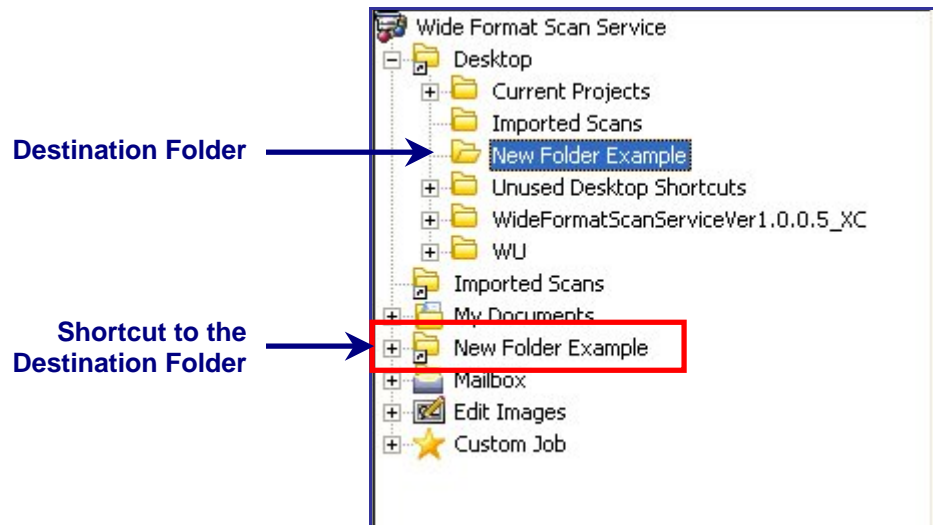 Wide Format Scan Service
Desktop
Current Projects
Imported Scans
Destination Folder
New Folder Example
Unused Desktop Shortcuts
WideFormatScanServiceVer1.0.0.5_XC
WU
Imported Scans
My Documents
Shortcut to the
Destination Folder
New Folder Example
Mailbox
Edit Images
Custom Job